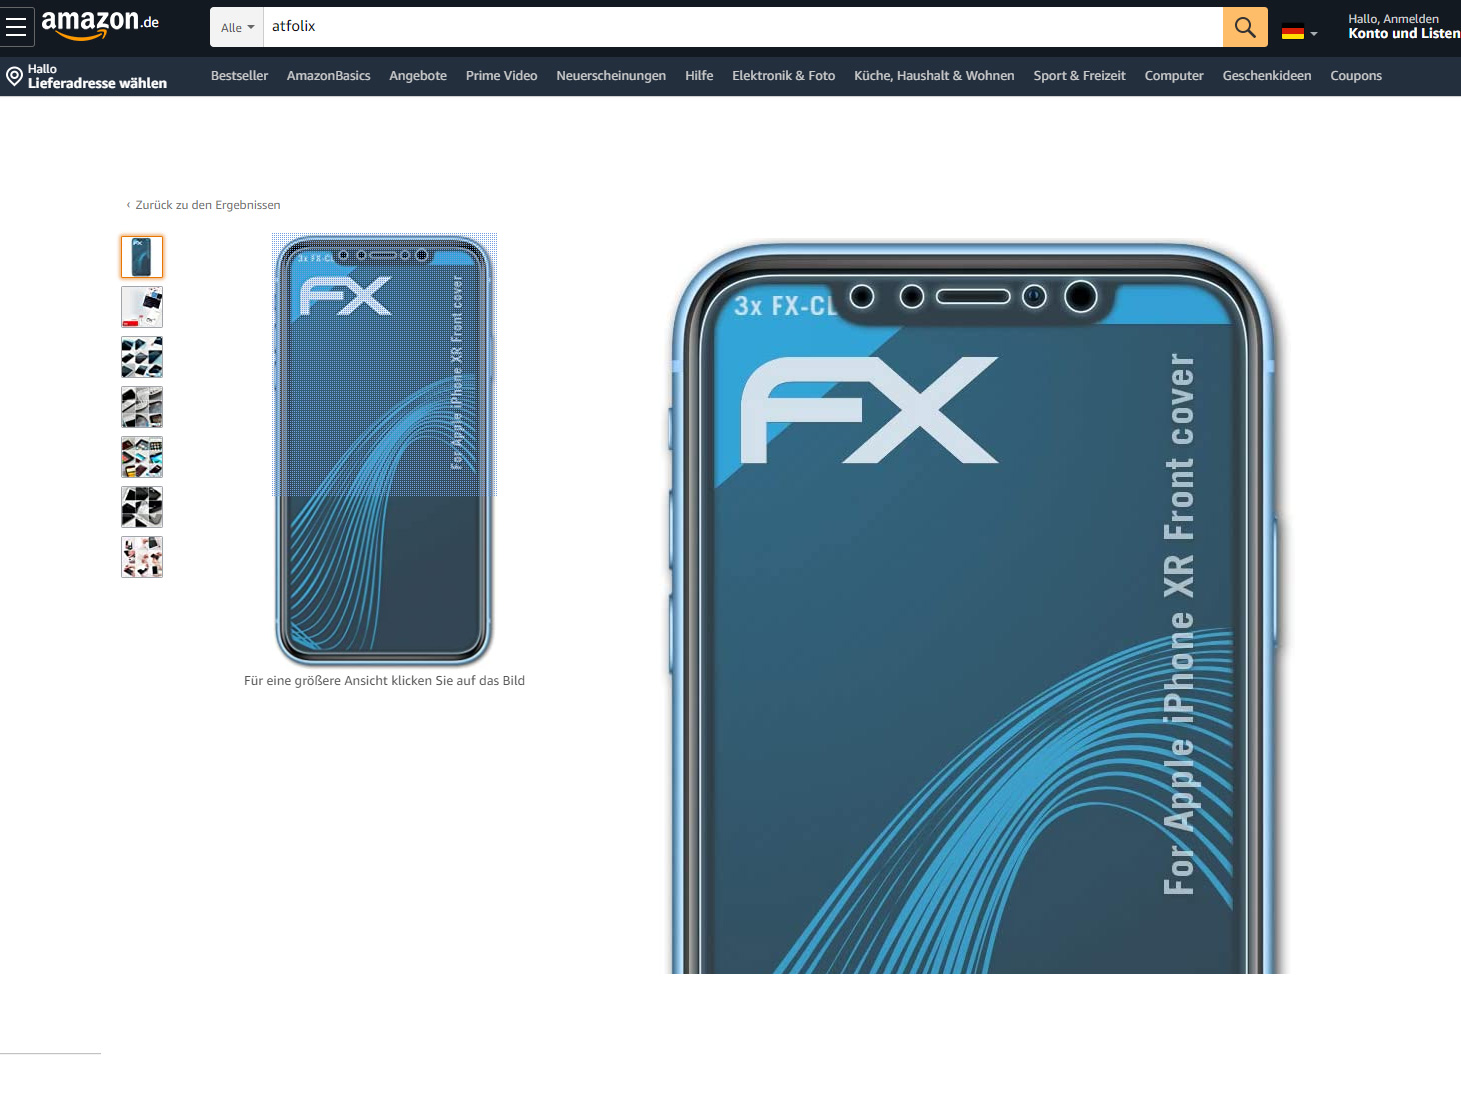 amazon.de
Alle
atfolix
Hallo, Anmelden
Konto und Listen
Hallo
Lieferadresse wählen
Bestseller AmazonBasics Angebote Prime Video Neuerscheinungen Hilfe Elektronik & Foto Küche, Haushalt & Wohnen Sport & Freizeit Computer Geschenkideen Coupons
‹ Zurück zu den Ergebnissen
3x FX-CL
FX
For Apple iPhone XR Front cover
Für eine größere Ansicht klicken Sie auf das Bild
3x FX-CL
FX
For Apple iPhone XR Front cover